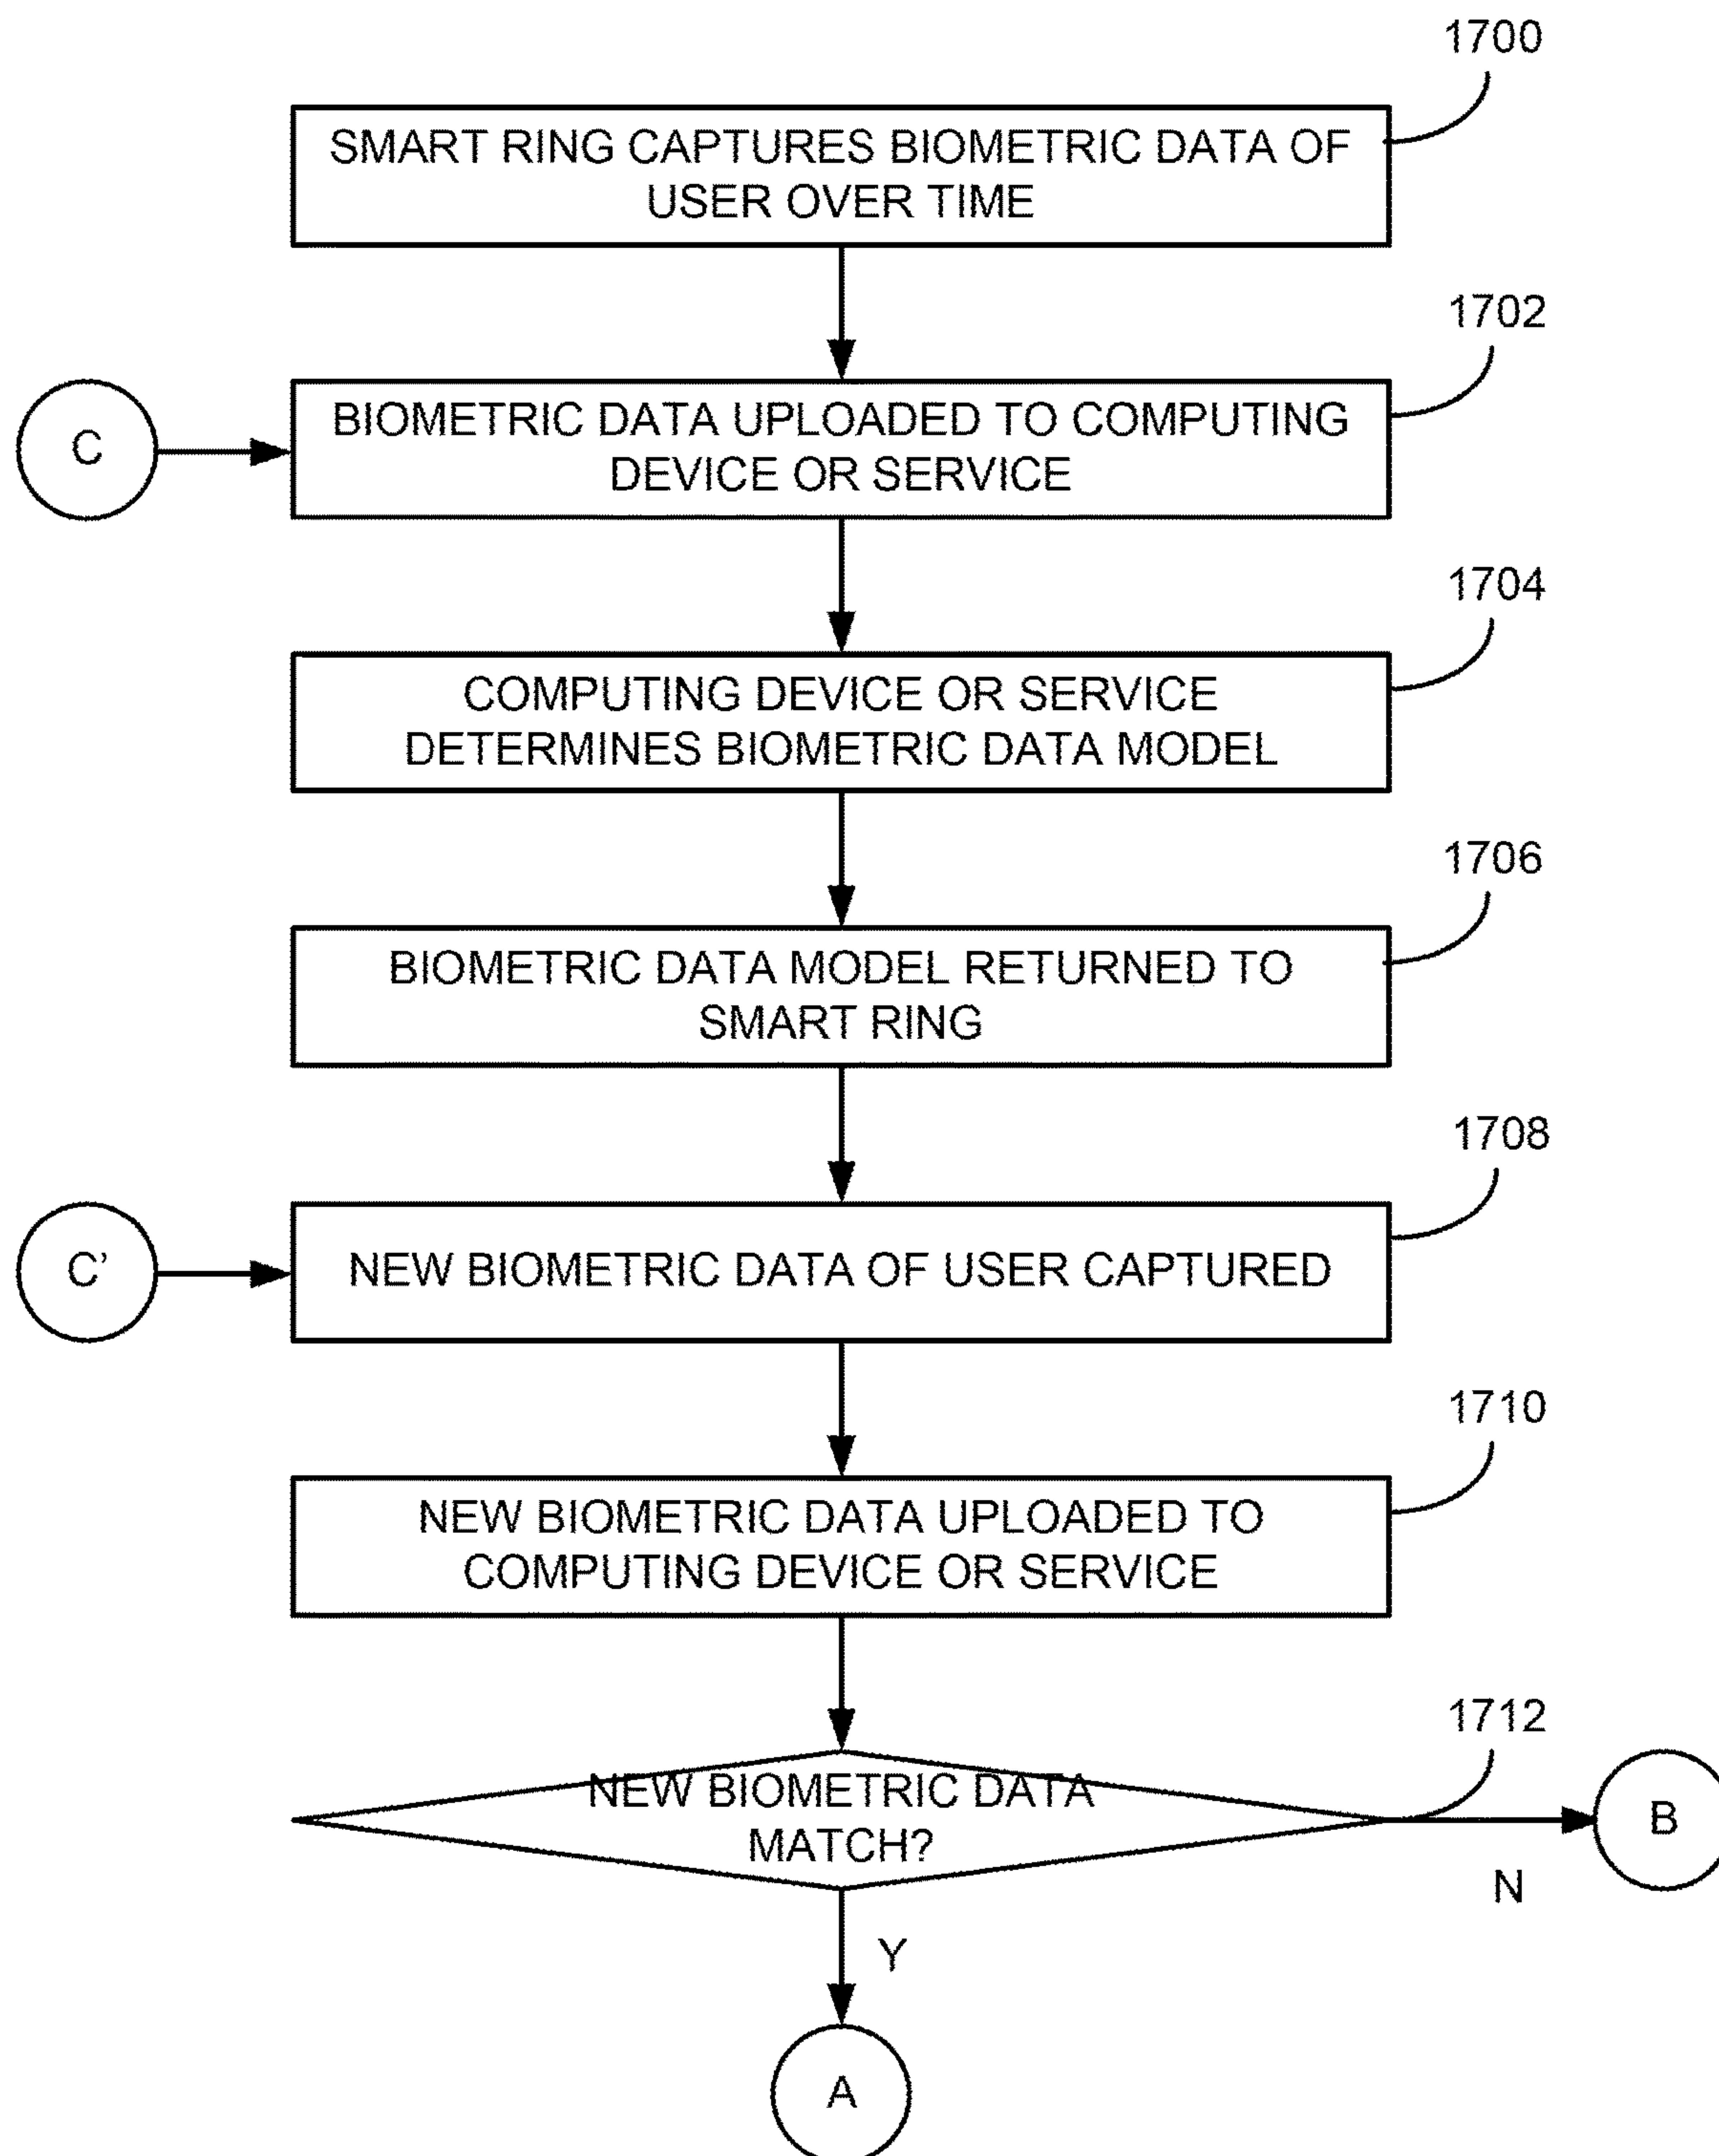 1700
SMART RING CAPTURES BIOMETRIC DATA OF
USER OVER TIME
1702
C
BIOMETRIC DATA UPLOADED TO COMPUTING
DEVICE OR SERVICE
1704
COMPUTING DEVICE OR SERVICE
DETERMINES BIOMETRIC DATA MODEL
1706
BIOMETRIC DATA MODEL RETURNED TO
SMART RING
1708
C’
NEW BIOMETRIC DATA OF USER CAPTURED
1710
NEW BIOMETRIC DATA UPLOADED TO
COMPUTING DEVICE OR SERVICE
1712
NEW BIOMETRIC DATA
MATCH?
B
N
Y
A